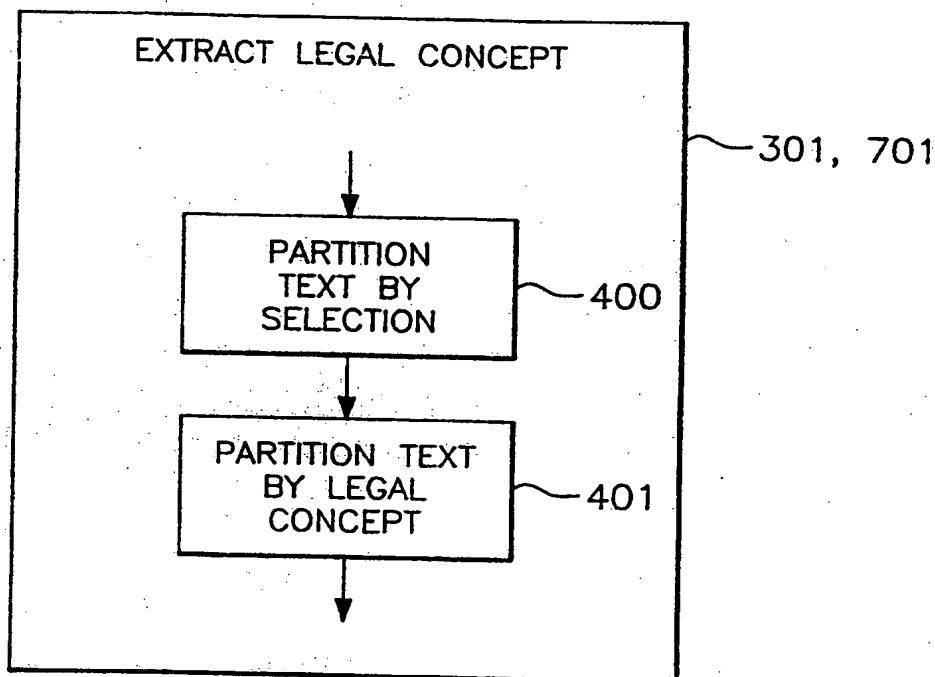 EXTRACT LEGAL CONCEPT
301, 701
PARTITION
TEXT BY
SELECTION
400
PARTITION TEXT
BY LEGAL
CONCEPT
401